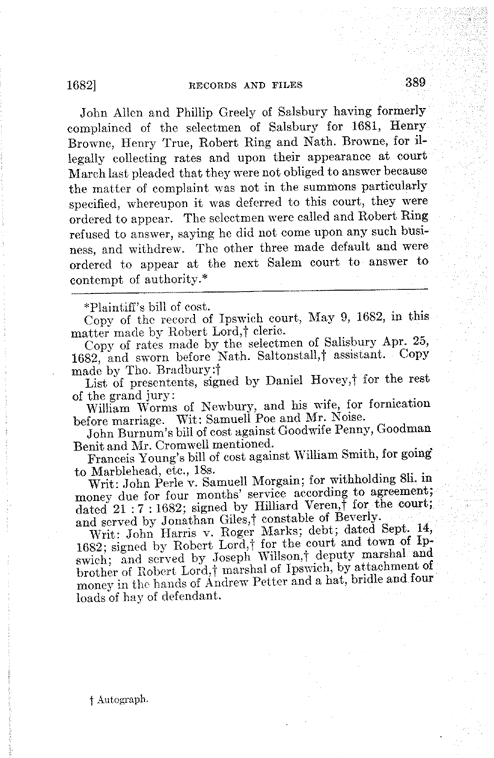 1682] RECORDS AND FILES 389
John Allen and Phillip Greely of Salsbury having formerly
complained of the selectmen of Salsbury for 1681, Henry
Browne, Henry True, Robert Ring and Nath. Browne, for il-
legally collecting rates and upon their appearance at court
March last pleaded that they were not obliged to answer because
the matter of complaint was not in the summons particularly
specified, whereupon it was deferred to this court, they were
ordered to appear. The selectmen were called and Robert Ring
refused to answer, saying he did not come upon any such busi-
ness, and withdrew. The other three made default and were
ordered to appear at the next Salem court to answer to
contempt of authority.*
*Plaintiff's bill of cost.
Copy of the record of Ipswich court, May 9, 1682, in this
matter made by Robert Lord,† cleric.
Copy of rates made by the selectmen of Salisbury Apr. 25,
1682, and sworn before Nath. Saltonstall,† assistant. Copy
made by Tho. Bradbury:†
List of presentents, signed by Daniel Hovey,† for the rest
of the grand jury:
William Worms of Newbury, and his wife, for fornication
before marriage. Wit: Samuell Poe and Mr. Noise.
John Burnum's bill of cost against Goodwife Penny, Goodman
Benit and Mr. Cromwell mentioned.
Franceis Young's bill of cost against William Smith, for going
to Marblehead, etc., 18s.
Writ: John Perle v. Samuell Morgain; for withholding 8li. in
money due for four months' service according to agreement;
dated 21 : 7 : 1682; signed by Hilliard Veren,† for the court;
and served by Jonathan Giles,† constable of Beverly.
Writ: John Harris v. Roger Marks; debt; dated Sept. 14,
1682; signed by Robert Lord,† for the court and town of Ip-
swich; and served by Joseph Willson,† deputy marshal and
brother of Robert Lord,† marshal of Ipswich, by attachment of
money in the hands of Andrew Petter and a hat, bridle and four
loads of hay of defendant.
† Autograph.